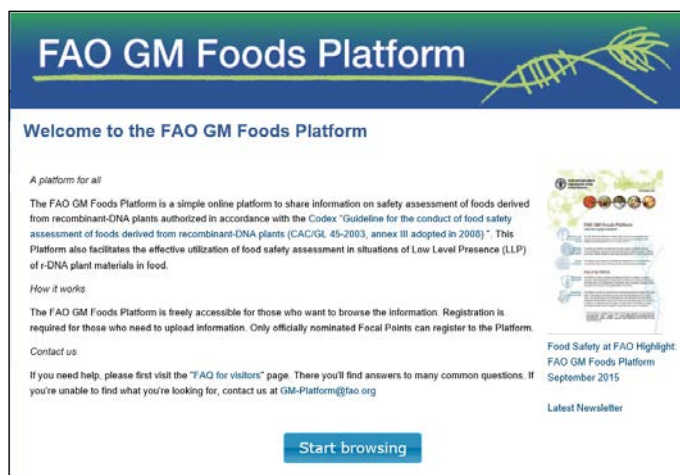 FAO GM Foods Platform
Welcome to the FAO GM Foods Platform
A platform for all
The FAO GM Foods Platform is a simple online platform to share information on safety assessment of foods derived
from recombinant-DNA plants authorized in accordance with the Codex "Guideline for the conduct of food safety
assessment of foods derived from recombinant-DNA plants (CAC/GL 45-2003, annex III adopted in 2008) ". This
Platform also facilitates the effective utilization of food safety assessment in situations of Low Level Presence (LLP)
of r-DNA plant materials in food.
How it works
The FAO GM Foods Platform is freely accessible for those who want to browse the information. Registration is
required for those who need to upload information. Only officially nominated Focal Points can register to the Platform.
Contact us
If you need help, please first visit the "FAQ for visitors" page. There you'll find answers to many common questions. If
you're unable to find what you're looking for, contact us at GM-Platform@fao.org
Start browsing
FAO GM Foods Platform
Food Safety at FAO Highlight:
FAO GM Foods Platform
September 2015
Latest Newsletter